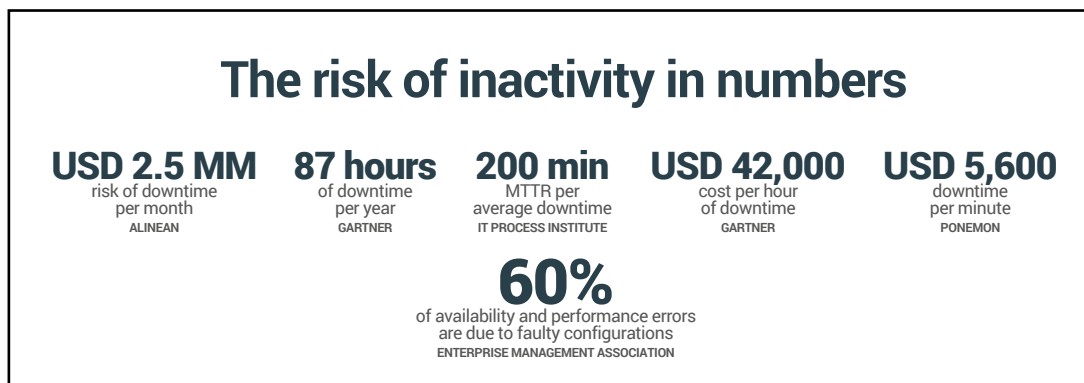 The risk of inactivity in numbers
USD 2.5 MM
risk of downtime
per month
ALINEAN
87 hours
of downtime
per year
GARTNER
200 min
MTTR per
average downtime
IT PROCESS INSTITUTE
USD 42,000
cost per hour
of downtime
GARTNER
USD 5,600
downtime
per minute
PONEMON
60%
of availability and performance errors
are due to faulty configurations
ENTERPRISE MANAGEMENT ASSOCIATION